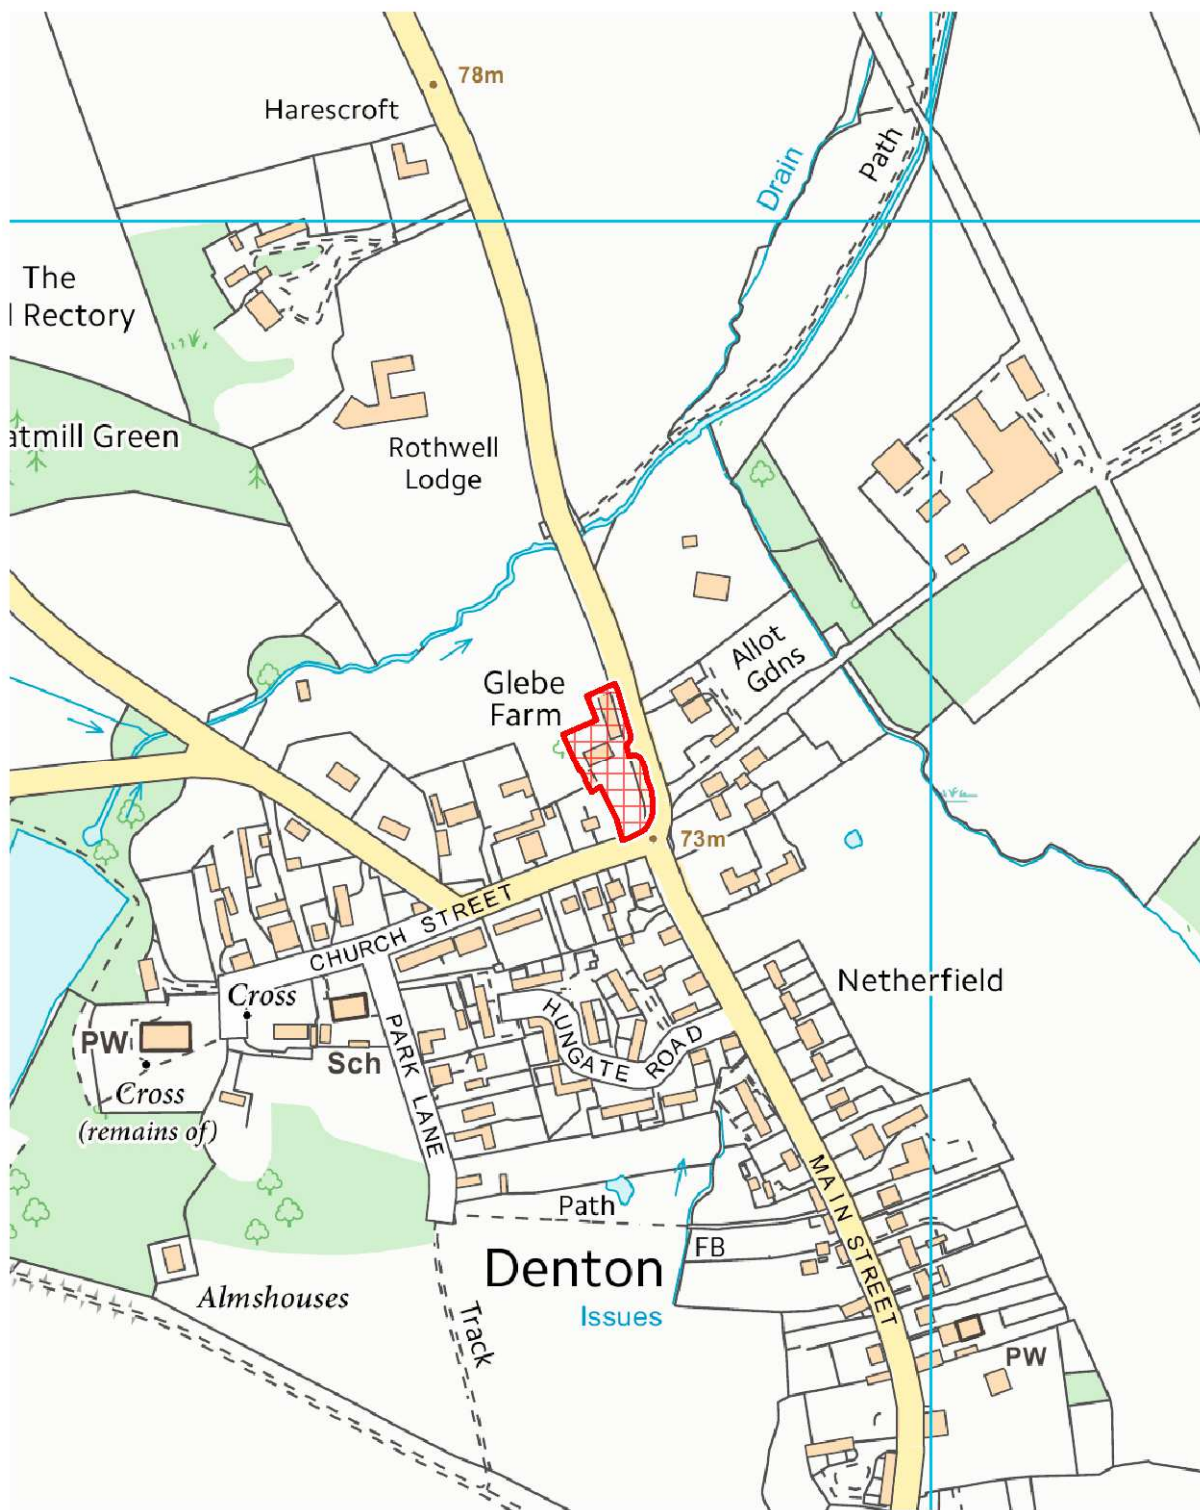 78m
Harescroft
Drain
Path
The
l Rectory
atmill Green
Rothwell
Lodge
Allot
Gdns
Glebe
Farm
73m
CHURCH STREET
Netherfield
Cross
HUNGATE ROAD
PW
Sch
PARK LANE
Cross
(remains of)
MAIN STREET
Path
FB
Denton
Almshouses
Issues
Track
PW